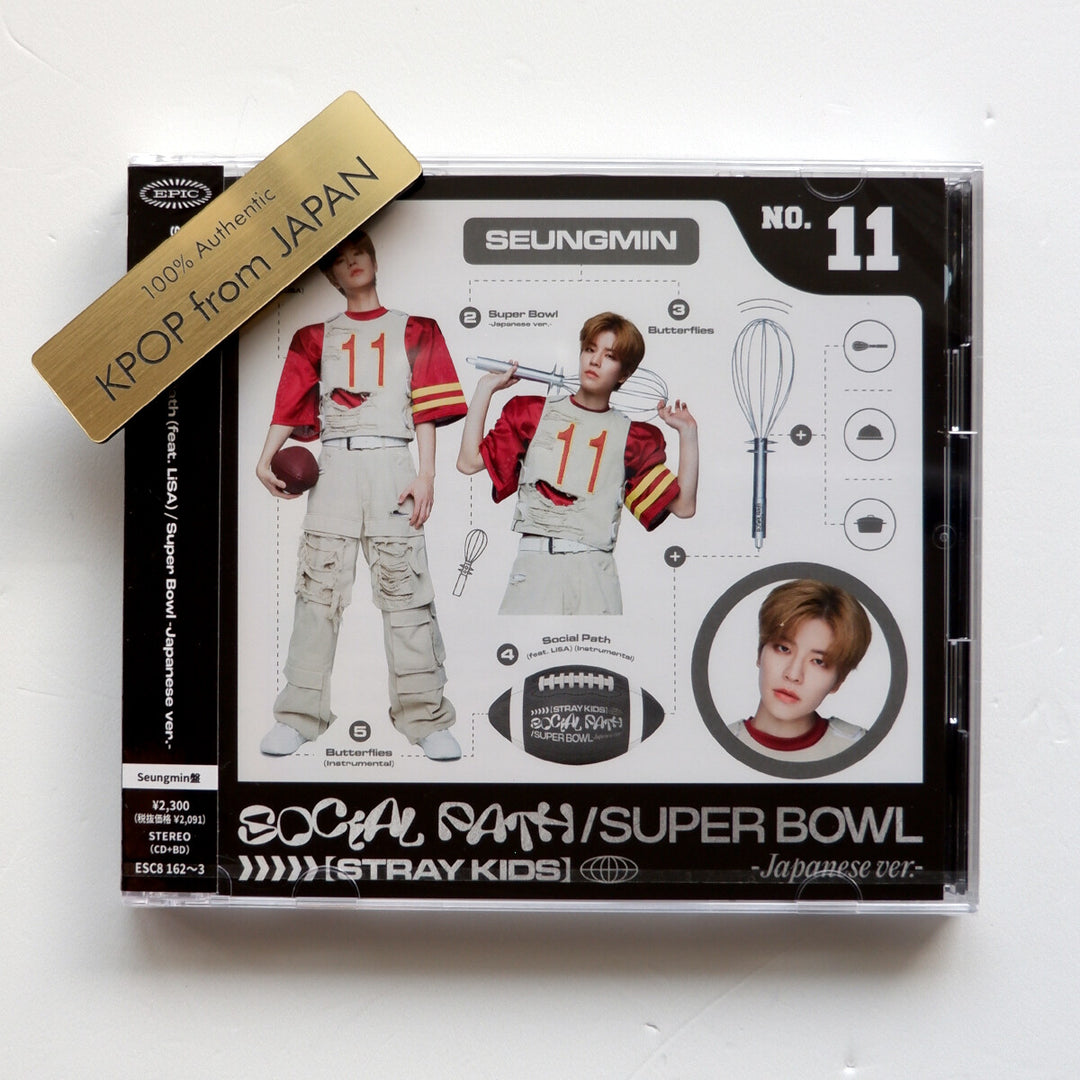 100% Authentic
KPOP from JAPAN
EPIC
(feat. LiSA) / Super Bowl -Japanese ver.-
Seungmin盤
¥2,300
(税抜価格 ¥2,091)
STEREO
(CD+BD)
ESC8 162～3
NO. 11
SEUNGMIN
2 Super Bowl
-Japanese ver.-
3
Butterflies
11
11
4 Social Path
(feat. LiSA) (Instrumental)
[STRAY KIDS]
SOCIAL PATH
/SUPER BOWL
5
Butterflies
(Instrumental)
SOCIAL PATH/SUPER BOWL
[STRAY KIDS]
-Japanese ver.-